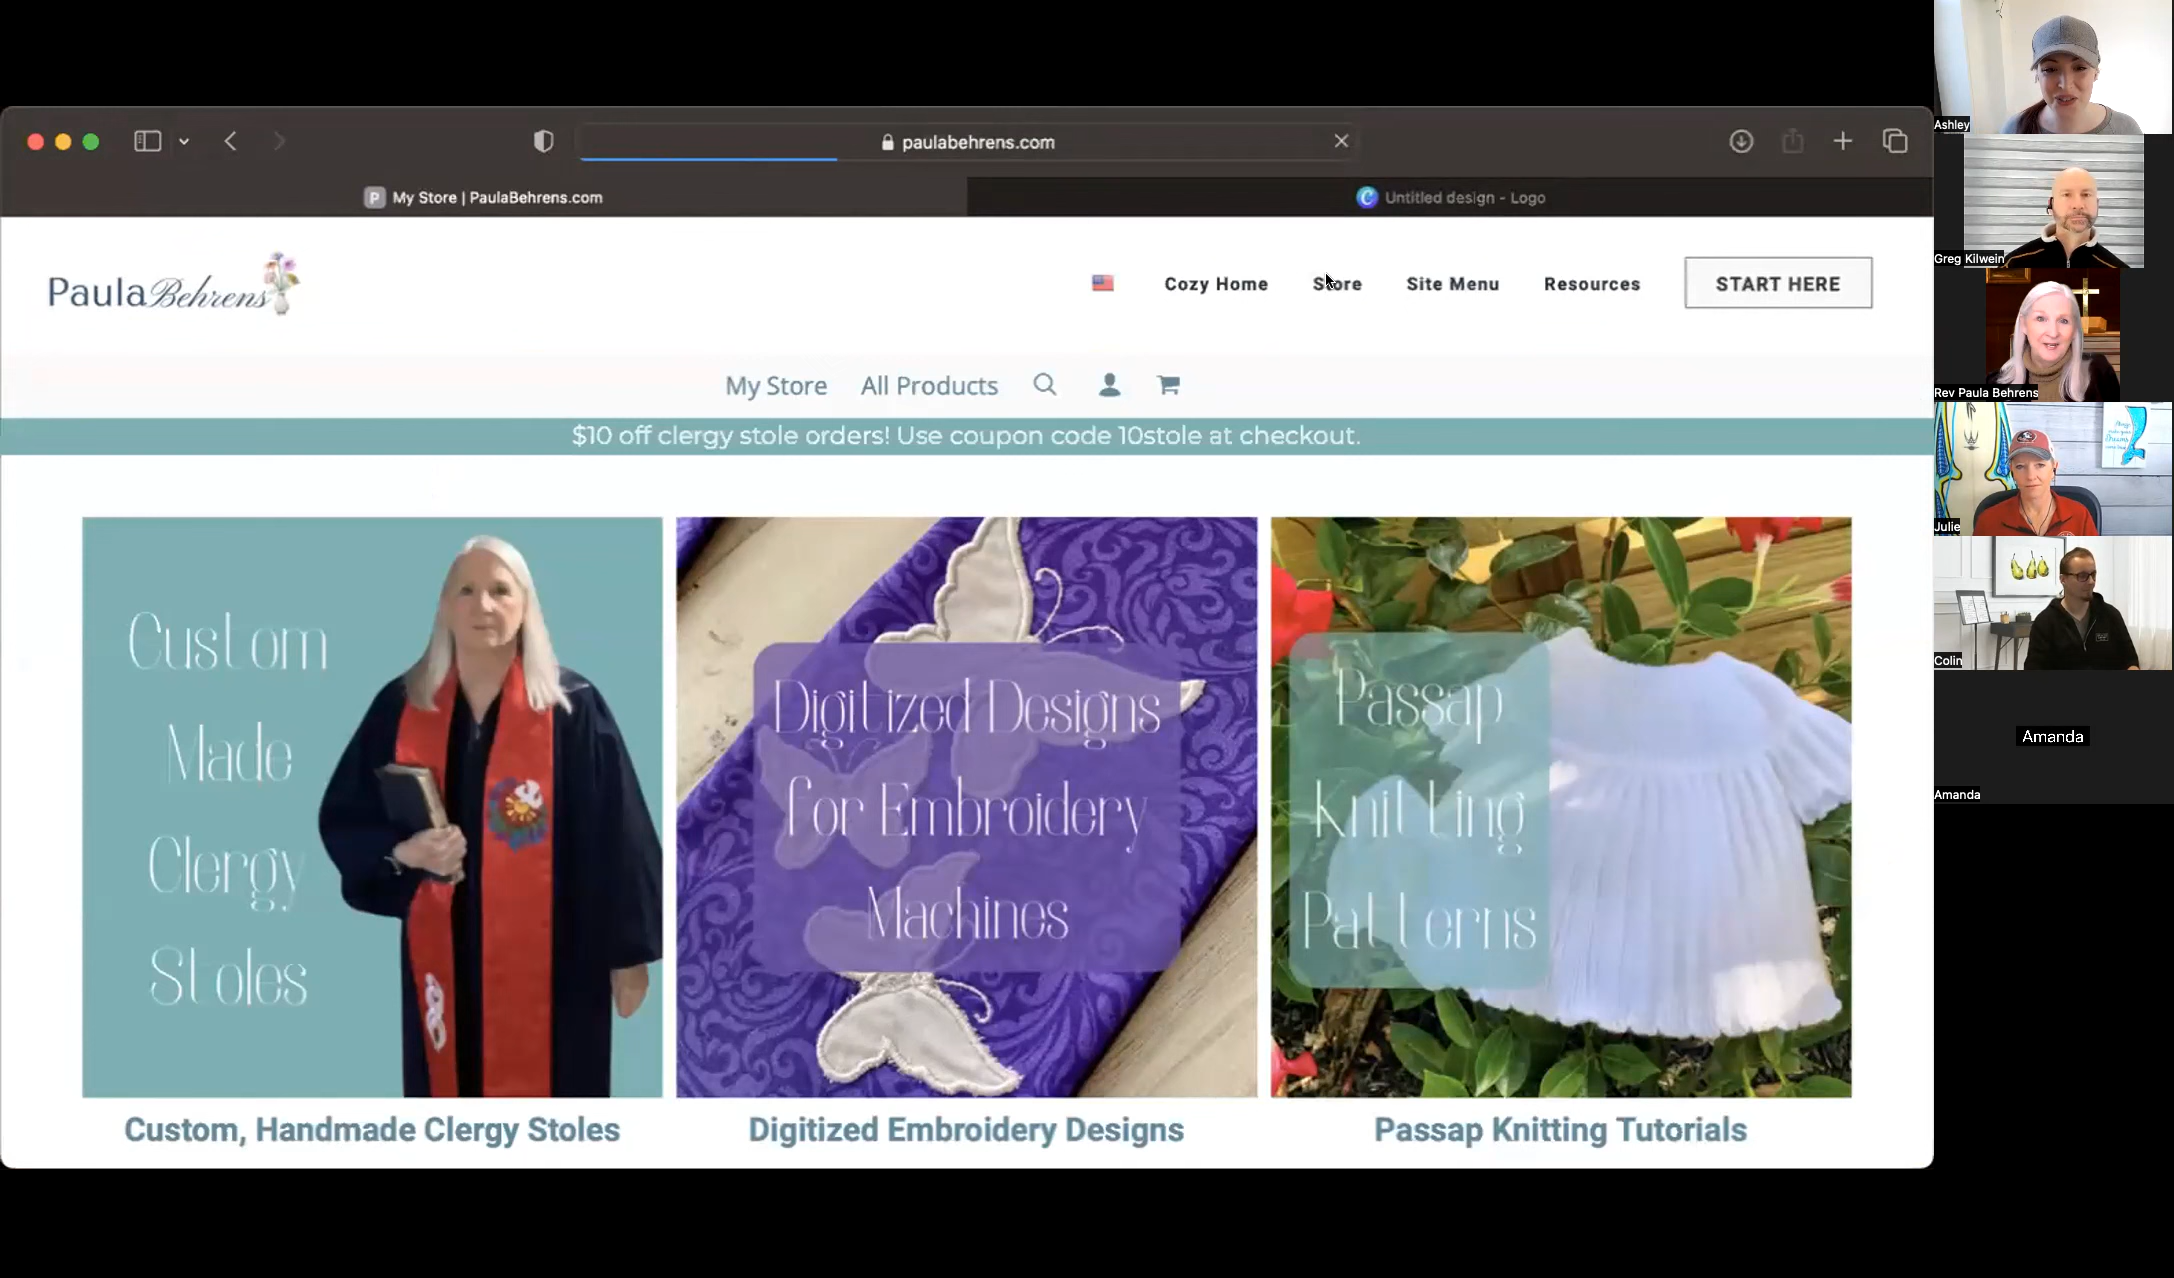 paulabehrens.com
My Store | PaulaBehrens.com
Untitled design - Logo
Paula Behrens
Cozy Home
Store
Site Menu
Resources
START HERE
My Store
All Products
$10 off clergy stole orders! Use coupon code 10stole at checkout.
Custom
Made
Clergy
Stoles
Digitized Designs
for Embroidery
Machines
Passap
Knitting
Patterns
Custom, Handmade Clergy Stoles
Digitized Embroidery Designs
Passap Knitting Tutorials
Ashley
Greg Kilwein
Rev Paula Behrens
Julie
Colin
Amanda
Amanda